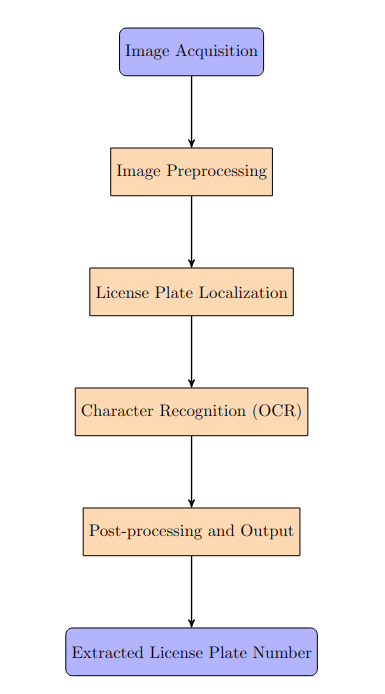 Image Acquisition
Image Preprocessing
License Plate Localization
Character Recognition (OCR)
Post-processing and Output
Extracted License Plate Number